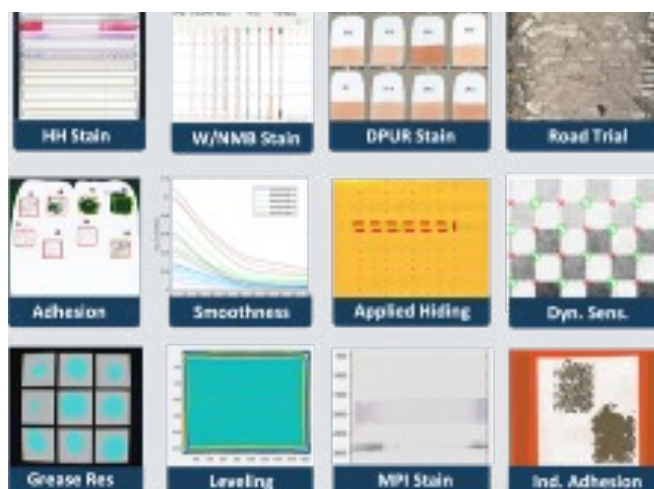 HH Stain
W/NMB Stain
DPUR Stain
Road Trial
Adhesion
Smoothness
Applied Hiding
Dyn. Sens.
Grease Res
Leveling
MPI Stain
Ind. Adhesion